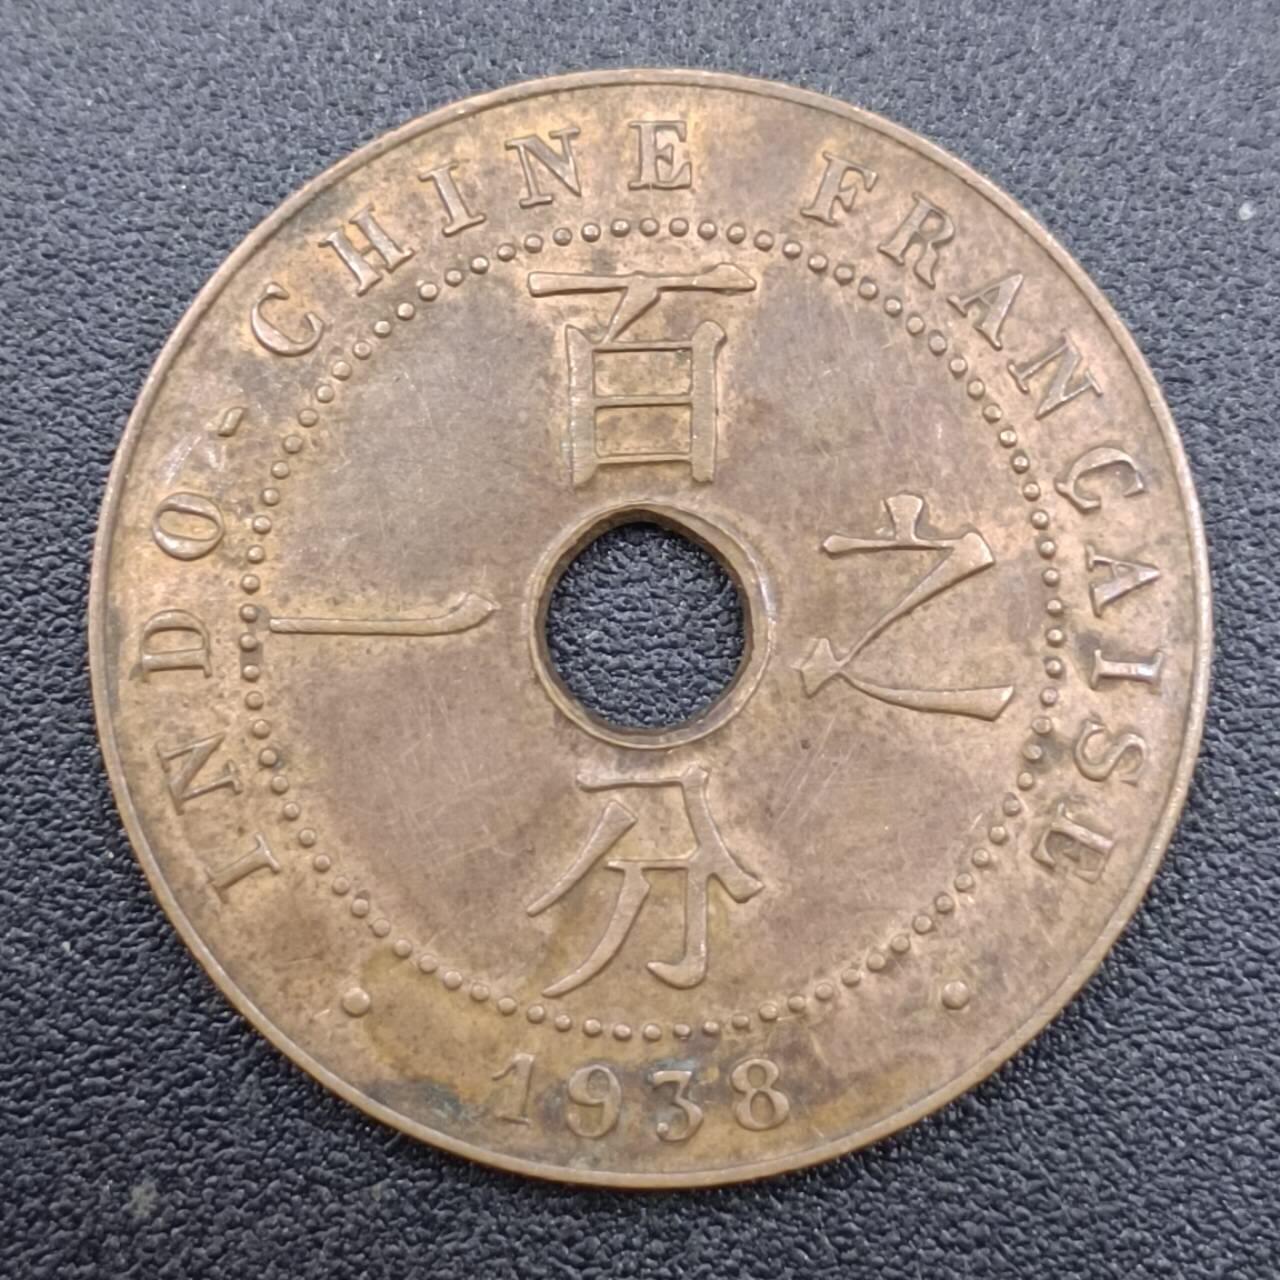 INDO-CHINE FRANÇAISE
百
之
分
一
1938